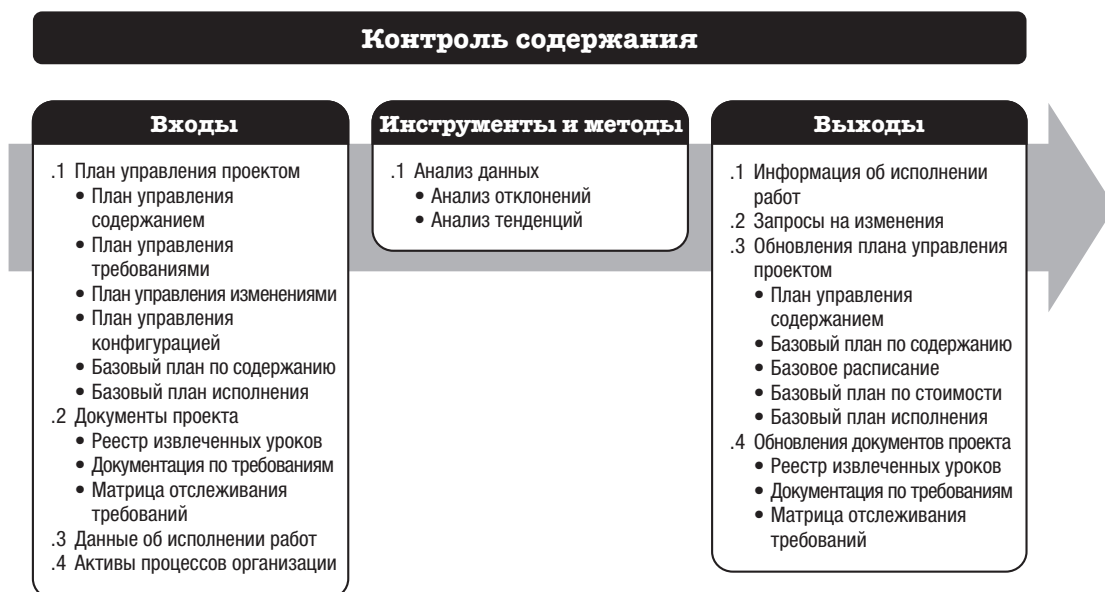 Контроль содержания
Входы
.1 План управления проектом
• План управления
содержанием
• План управления
требованиями
• План управления изменениями
• План управления
конфигурацией
• Базовый план по содержанию
• Базовый план исполнения
.2 Документы проекта
• Реестр извлеченных уроков
• Документация по требованиям
• Матрица отслеживания
требований
.3 Данные об исполнении работ
.4 Активы процессов организации
Инструменты и методы
.1 Анализ данных
• Анализ отклонений
• Анализ тенденций
Выходы
.1 Информация об исполнении
работ
.2 Запросы на изменения
.3 Обновления плана управления
проектом
• План управления
содержанием
• Базовый план по содержанию
• Базовое расписание
• Базовый план по стоимости
• Базовый план исполнения
.4 Обновления документов проекта
• Реестр извлеченных уроков
• Документация по требованиям
• Матрица отслеживания
требований